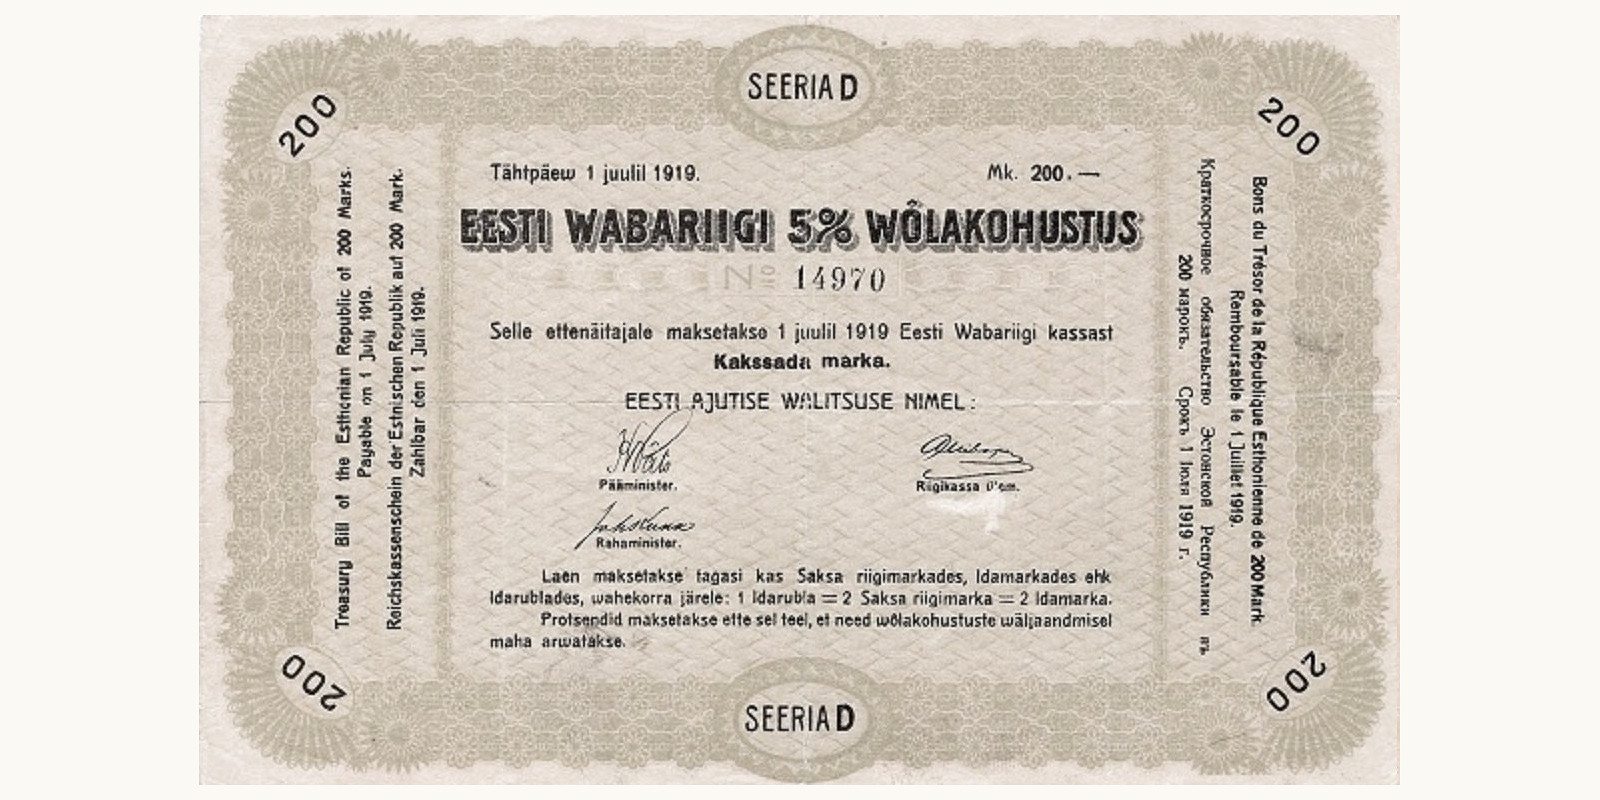 SEERIA D
200
200
Tähtpäew 1 juulil 1919.
Mk. 200.—
EESTI WABARIIGI 5% WÕLAKOHUSTUS
№ 14970
Selle ettenäitajale maksetakse 1 juulil 1919 Eesti Wabariigi kassast
Kakssada marka.
EESTI AJUTISE WALITSUSE NIMEL:
Pääminister.
Riigikassa
Rahaminister.
Laen maksetakse tagasi kas Saksa riigimarkades, Idamarkades ehk
Idarublades, wahekorra järele: 1 Idarubla = 2 Saksa riigimarka = 2 Idamarka.
Protsendid maksetakse ette sel teel, et need wõlakohustuste wäljaandmisel
maha arwatakse.
Treasury Bill of the Esthonian Republic of 200 Marks.
Payable on 1 July 1919.
Reichskassenschein der Estnischen Republik auf 200 Mark.
Zahlbar den 1 Juli 1919.
Bons du Trésor de la République Esthonienne de 200 Mark.
Remboursable le 1 Juillet 1919.
Краткосрочное обязательство Эстонской Республики въ
200 марокъ. Срокъ 1 Іюля 1919 г.
200
200
SEERIA D